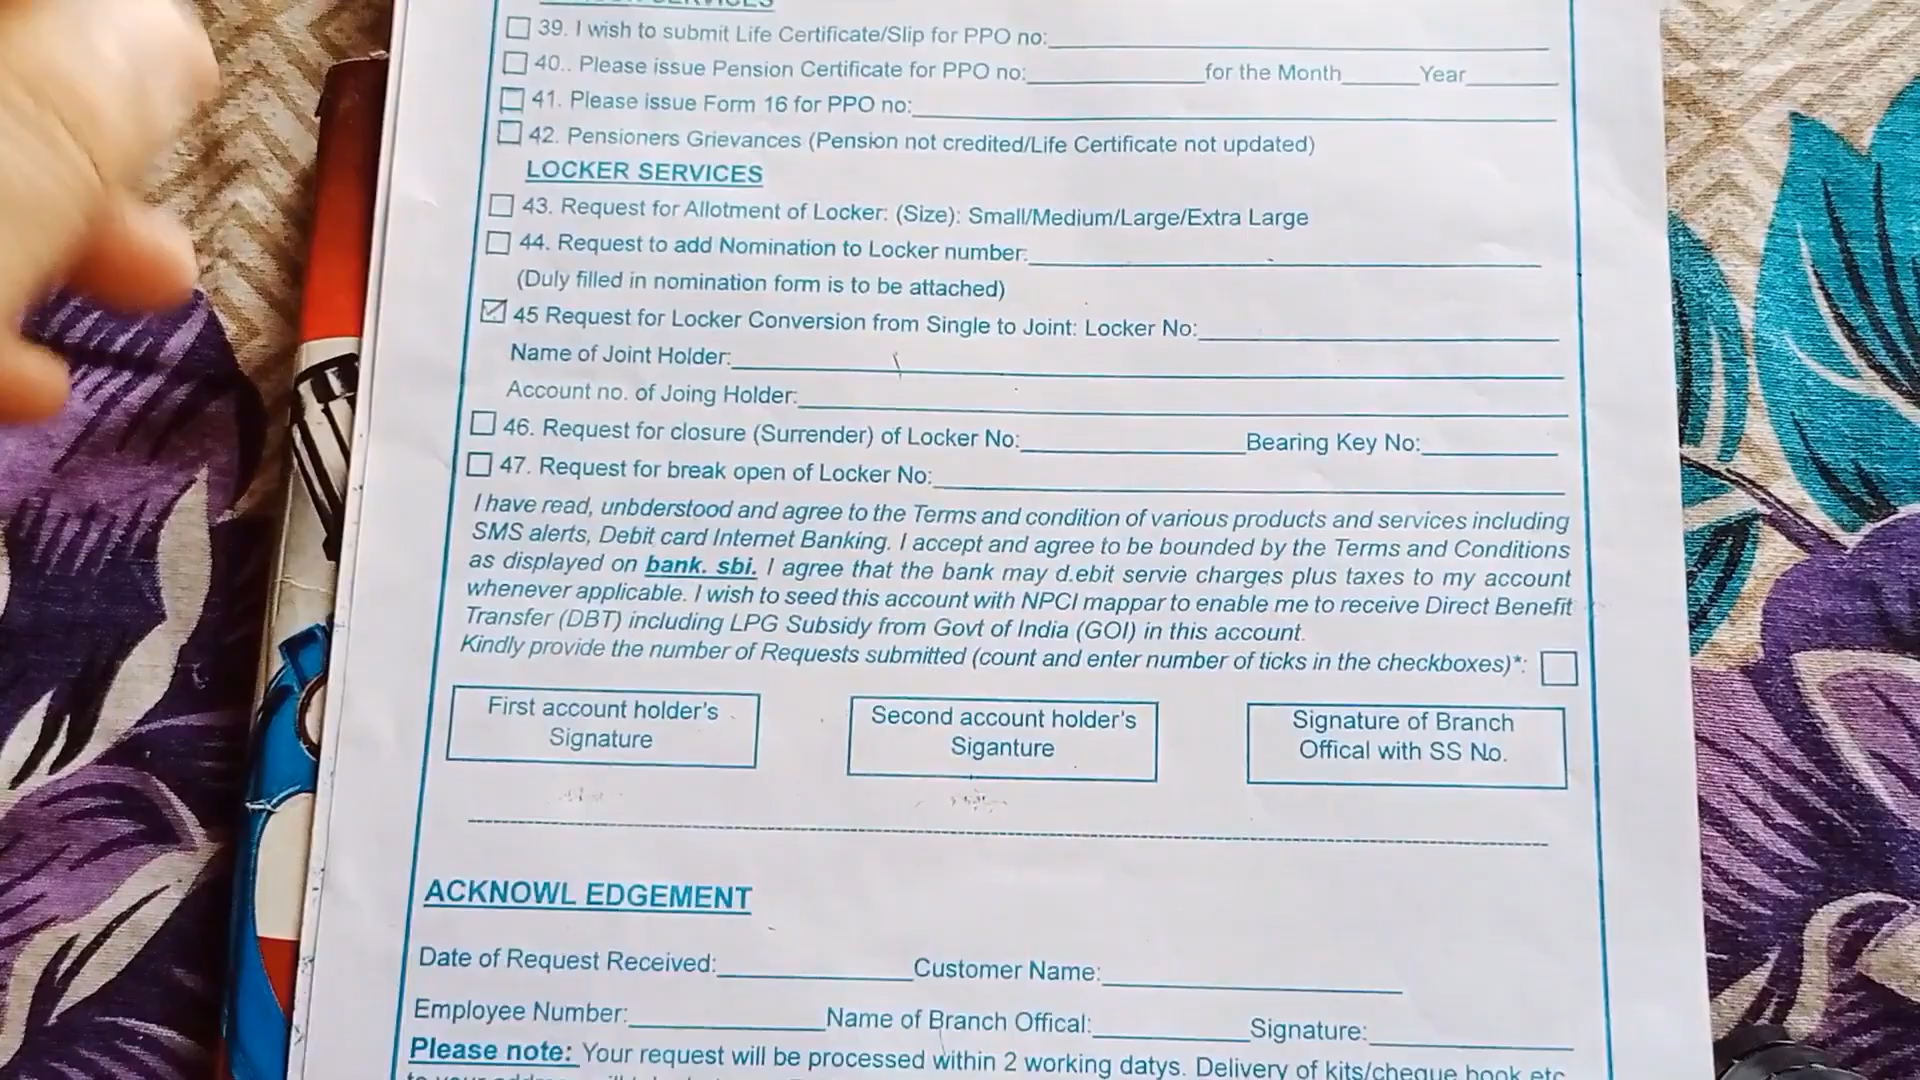 SERVICES
39. I wish to submit Life Certificate/Slip for PPO no:
40.. Please issue Pension Certificate for PPO no: for the Month Year
41. Please issue Form 16 for PPO no:
42. Pensioners Grievances (Pension not credited/Life Certificate not updated)
LOCKER SERVICES
43. Request for Allotment of Locker: (Size): Small/Medium/Large/Extra Large
44. Request to add Nomination to Locker number:
(Duly filled in nomination form is to be attached)
45 Request for Locker Conversion from Single to Joint: Locker No:
Name of Joint Holder:
Account no. of Joing Holder:
46. Request for closure (Surrender) of Locker No: Bearing Key No:
47. Request for break open of Locker No:
I have read, unbderstood and agree to the Terms and condition of various products and services including
SMS alerts, Debit card Internet Banking. I accept and agree to be bounded by the Terms and Conditions
as displayed on bank. sbi. I agree that the bank may d.ebit servie charges plus taxes to my account
whenever applicable. I wish to seed this account with NPCI mappar to enable me to receive Direct Benefit
Transfer (DBT) including LPG Subsidy from Govt of India (GOI) in this account.
Kindly provide the number of Requests submitted (count and enter number of ticks in the checkboxes)*:
First account holder's
Signature
Second account holder's
Siganture
Signature of Branch
Offical with SS No.
ACKNOWL EDGEMENT
Date of Request Received: Customer Name:
Employee Number: Name of Branch Offical: Signature:
Please note: Your request will be processed within 2 working datys. Delivery of kits/cheque book etc